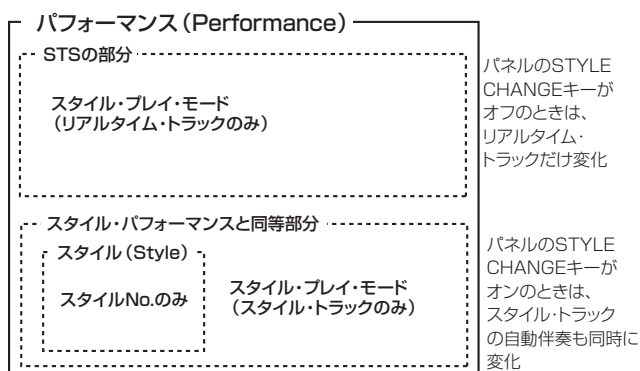 パフォーマンス（Performance）
STSの部分
スタイル・プレイ・モード
（リアルタイム・トラックのみ）
パネルのSTYLE
CHANGEキーが
オフのときは、
リアルタイム・
トラックだけ変化
スタイル・パフォーマンスと同等部分
スタイル（Style）
スタイルNo.のみ
スタイル・プレイ・モード
（スタイル・トラックのみ）
パネルのSTYLE
CHANGEキーが
オンのときは、
スタイル・トラック
の自動伴奏も同時に
変化